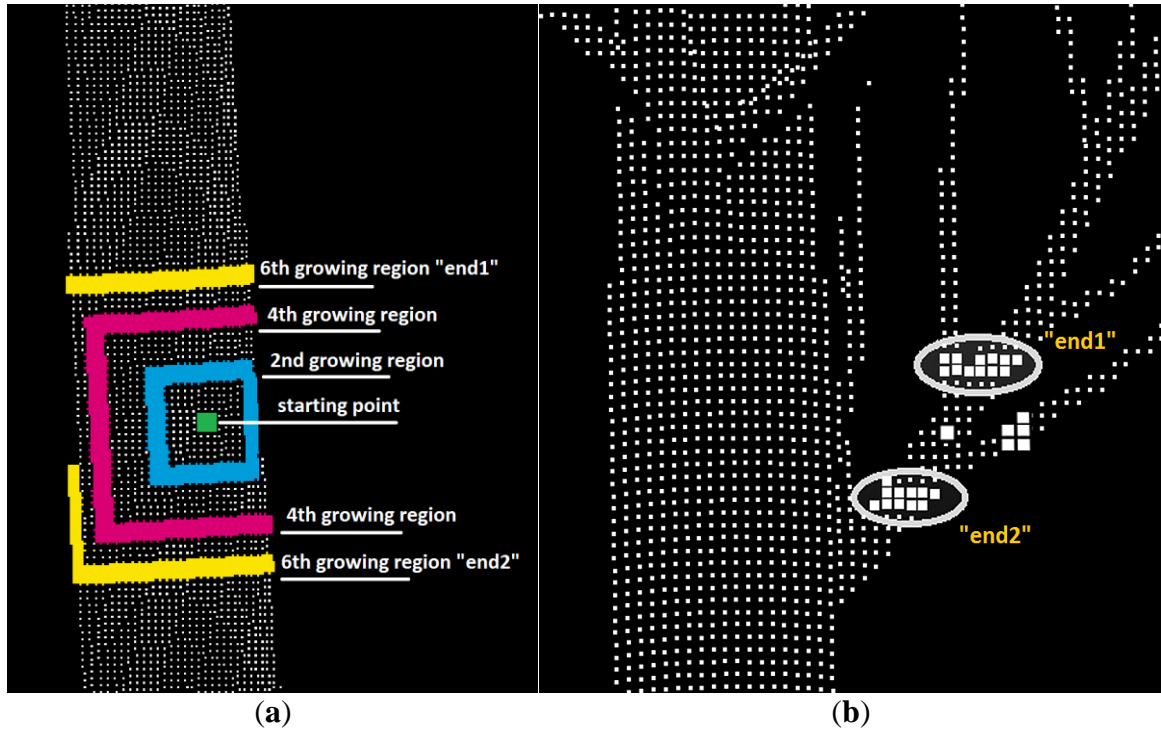 6th growing region "end1"
4th growing region
2nd growing region
starting point
4th growing region
6th growing region "end2"
"end1"
"end2"
(a)
(b)